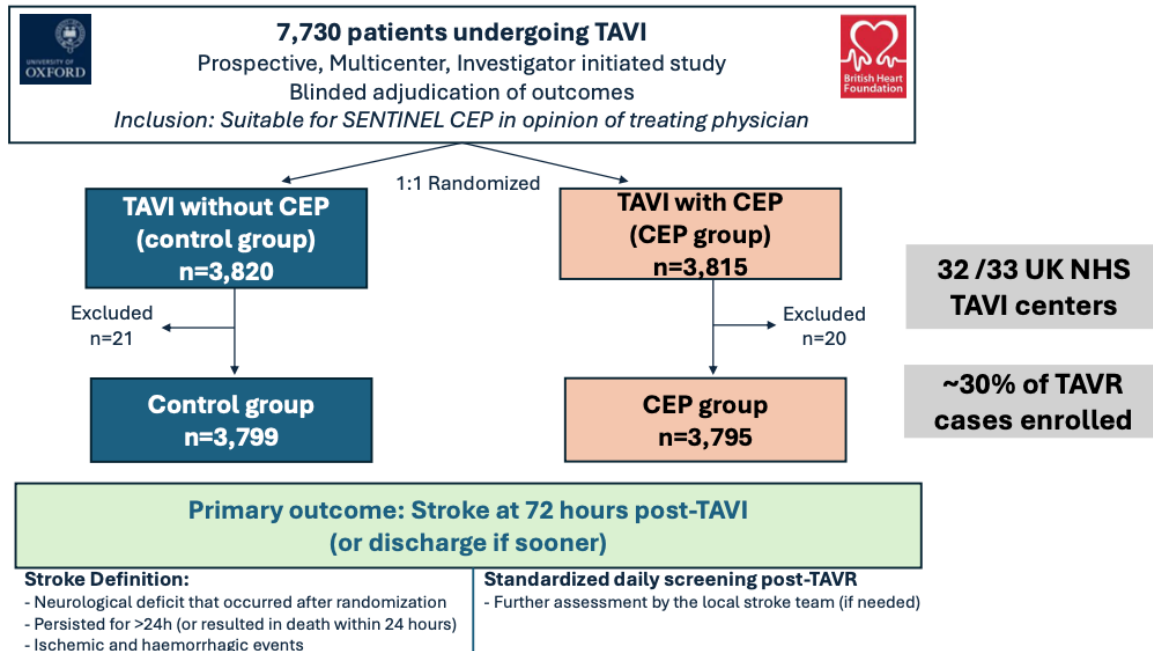 UNIVERSITY OF
OXFORD
7,730 patients undergoing TAVI
Prospective, Multicenter, Investigator initiated study
Blinded adjudication of outcomes
Inclusion: Suitable for SENTINEL CEP in opinion of treating physician
British Heart
Foundation
1:1 Randomized
TAVI without CEP
(control group)
n=3,820
TAVI with CEP
(CEP group)
n=3,815
32 /33 UK NHS
TAVI centers
Excluded
n=21
Excluded
n=20
Control group
n=3,799
CEP group
n=3,795
~30% of TAVR
cases enrolled
Primary outcome: Stroke at 72 hours post-TAVI
(or discharge if sooner)
Stroke Definition:
- Neurological deficit that occurred after randomization
- Persisted for >24h (or resulted in death within 24 hours)
- Ischemic and haemorrhagic events
Standardized daily screening post-TAVR
- Further assessment by the local stroke team (if needed)